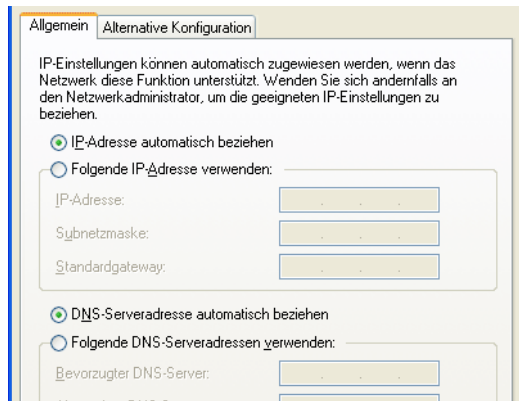 Allgemein Alternative Konfiguration
IP-Einstellungen können automatisch zugewiesen werden, wenn das
Netzwerk diese Funktion unterstützt. Wenden Sie sich andernfalls an
den Netzwerkadministrator, um die geeigneten IP-Einstellungen zu
beziehen.
IP-Adresse automatisch beziehen
Folgende IP-Adresse verwenden:
IP-Adresse:
Subnetzmaske:
Standardgateway:
DNS-Serveradresse automatisch beziehen
Folgende DNS-Serveradressen verwenden:
Bevorzugter DNS-Server: